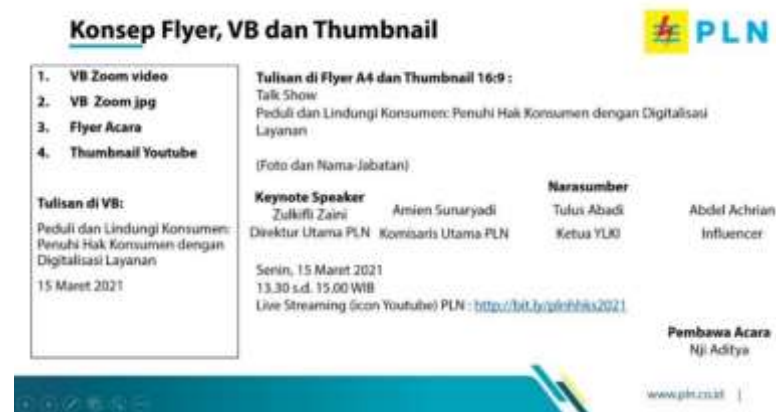 Konsep Flyer, VB dan Thumbnail
PLN
1. VB Zoom video
2. VB Zoom jpg
3. Flyer Acara
4. Thumbnail Youtube
Tulisan di VB:
Peduli dan Lindungi Konsumen:
Penuhi Hak Konsumen dengan
Digitalisasi Layanan
15 Maret 2021
Tulisan di Flyer A4 dan Thumbnail 16:9 :
Talk Show
Peduli dan Lindungi Konsumen: Penuhi Hak Konsumen dengan Digitalisasi
Layanan
(Foto dan Nama-Jabatan)
Keynote Speaker
Zulkifli Zaini
Direktur Utama PLN
Amien Sunaryadi
Komisaris Utama PLN
Narasumber
Tulus Abadi
Ketua YLKI
Abdel Achrian
Influencer
Senin, 15 Maret 2021
13.30 s.d. 15.00 WIB
Live Streaming (icon Youtube) PLN : http://bit.ly/plnhhks2021
Pembawa Acara
Nji Aditya
www.pln.co.id |